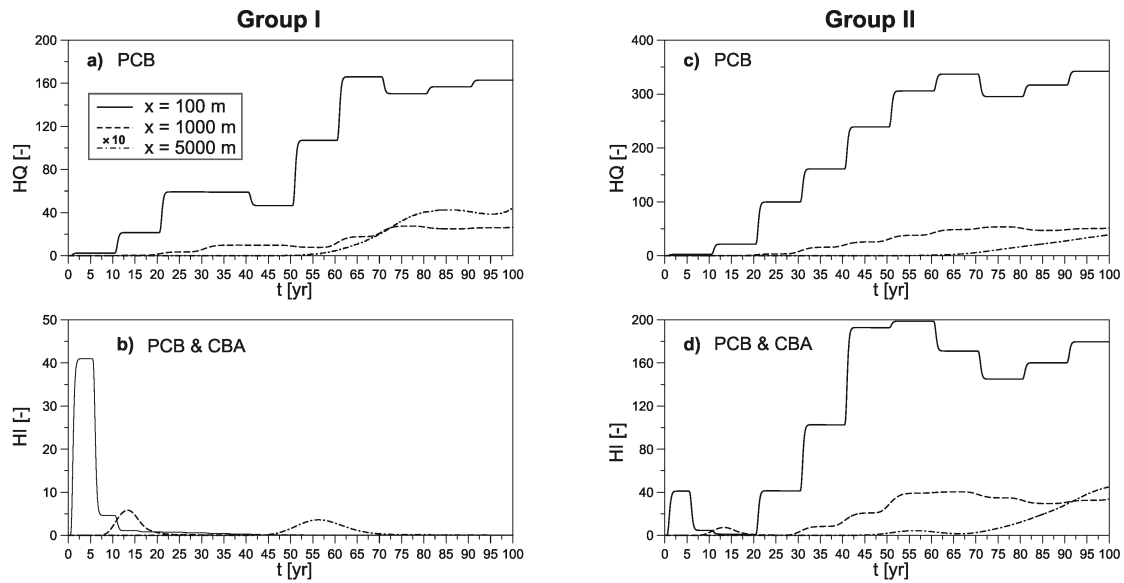 Group I
Group II
a) PCB
x = 100 m
x = 1000 m
×10
x = 5000 m
HQ [-]
200
160
120
80
40
0
0 5 10 15 20 25 30 35 40 45 50 55 60 65 70 75 80 85 90 95 100
t [yr]
c) PCB
HQ [-]
400
300
200
100
0
0 5 10 15 20 25 30 35 40 45 50 55 60 65 70 75 80 85 90 95 100
t [yr]
b) PCB & CBA
HI [-]
50
40
30
20
10
0
0 5 10 15 20 25 30 35 40 45 50 55 60 65 70 75 80 85 90 95 100
t [yr]
d) PCB & CBA
HI [-]
200
160
120
80
40
0
0 5 10 15 20 25 30 35 40 45 50 55 60 65 70 75 80 85 90 95 100
t [yr]